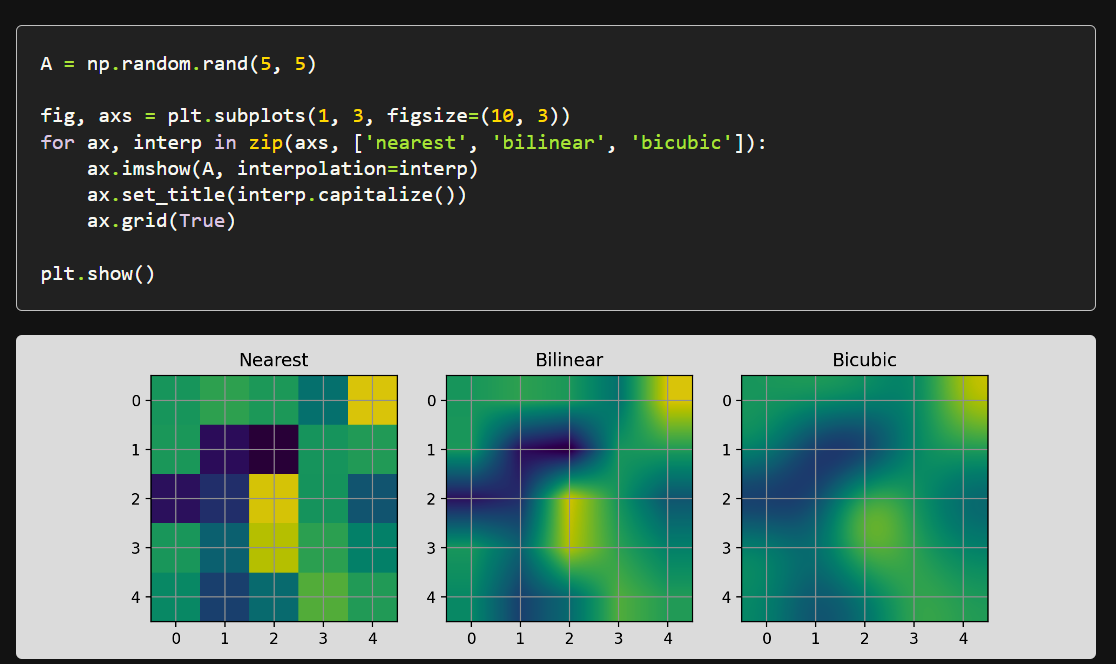 A = np.random.rand(5, 5)
fig, axs = plt.subplots(1, 3, figsize=(10, 3))
for ax, interp in zip(axs, ['nearest', 'bilinear', 'bicubic']):
    ax.imshow(A, interpolation=interp)
    ax.set_title(interp.capitalize())
    ax.grid(True)
plt.show()
Nearest
0
1
2
3
4
0 1 2 3 4
Bilinear
0
1
2
3
4
0 1 2 3 4
Bicubic
0
1
2
3
4
0 1 2 3 4